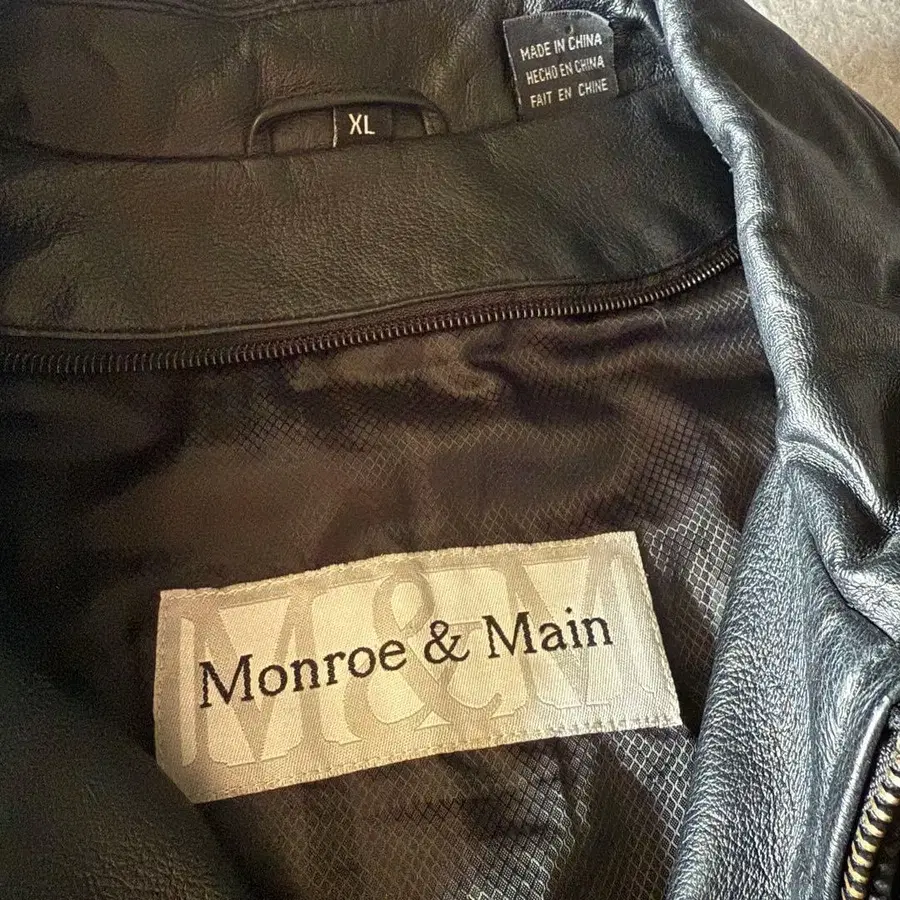 MADE IN CHINA
HECHO EN CHINA
FAIT EN CHINE
XL
M&M
Monroe & Main